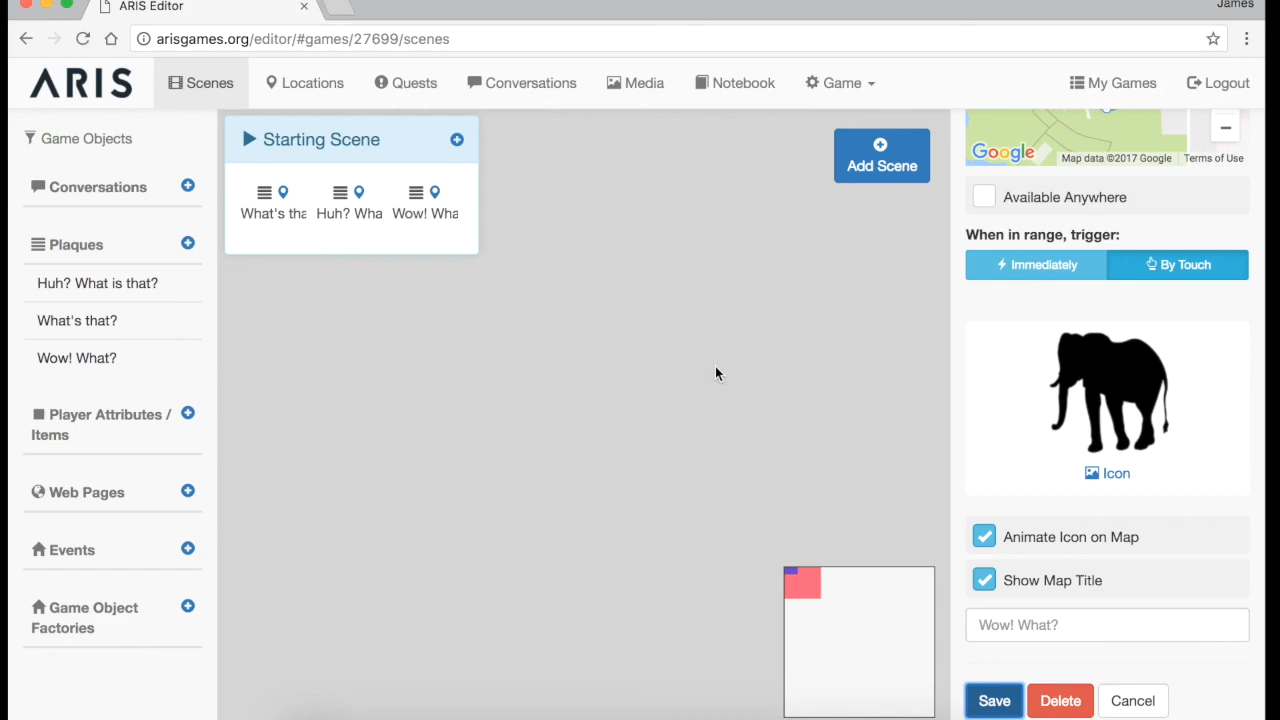 ARIS Editor
James
arisgames.org/editor/#games/27699/scenes
ARIS
Scenes
Locations
Quests
Conversations
Media
Notebook
Game
My Games
Logout
Game Objects
Conversations
Plaques
Huh? What is that?
What's that?
Wow! What?
Player Attributes /
Items
Web Pages
Events
Game Object
Factories
Starting Scene
What's tha
Huh? Wha
Wow! Wha
Add Scene
Google
Map data ©2017 Google
Terms of Use
Available Anywhere
When in range, trigger:
Immediately
By Touch
Icon
Animate Icon on Map
Show Map Title
Wow! What?
Save
Delete
Cancel